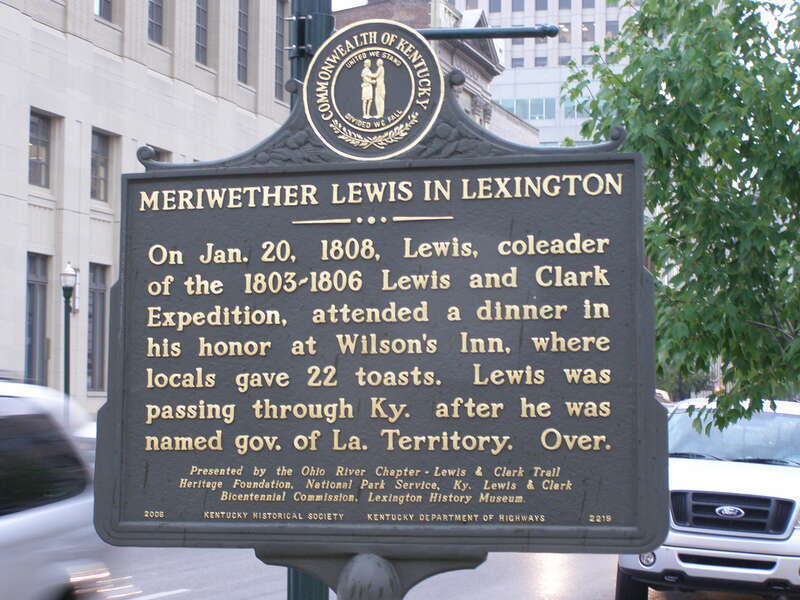 COMMONWEALTH OF KENTUCKY
UNITED WE STAND
DIVIDED WE FALL
MERIWETHER LEWIS IN LEXINGTON
On Jan. 20, 1808, Lewis, coleader
of the 1803-1806 Lewis and Clark
Expedition, attended a dinner in
his honor at Wilson's Inn, where
locals gave 22 toasts. Lewis was
passing through Ky. after he was
named gov. of La. Territory. Over.
Presented by the Ohio River Chapter - Lewis & Clark Trail
Heritage Foundation, National Park Service, Ky. Lewis & Clark
Bicentennial Commission, Lexington History Museum.
2006 KENTUCKY HISTORICAL SOCIETY KENTUCKY DEPARTMENT OF HIGHWAYS 2219
Ford